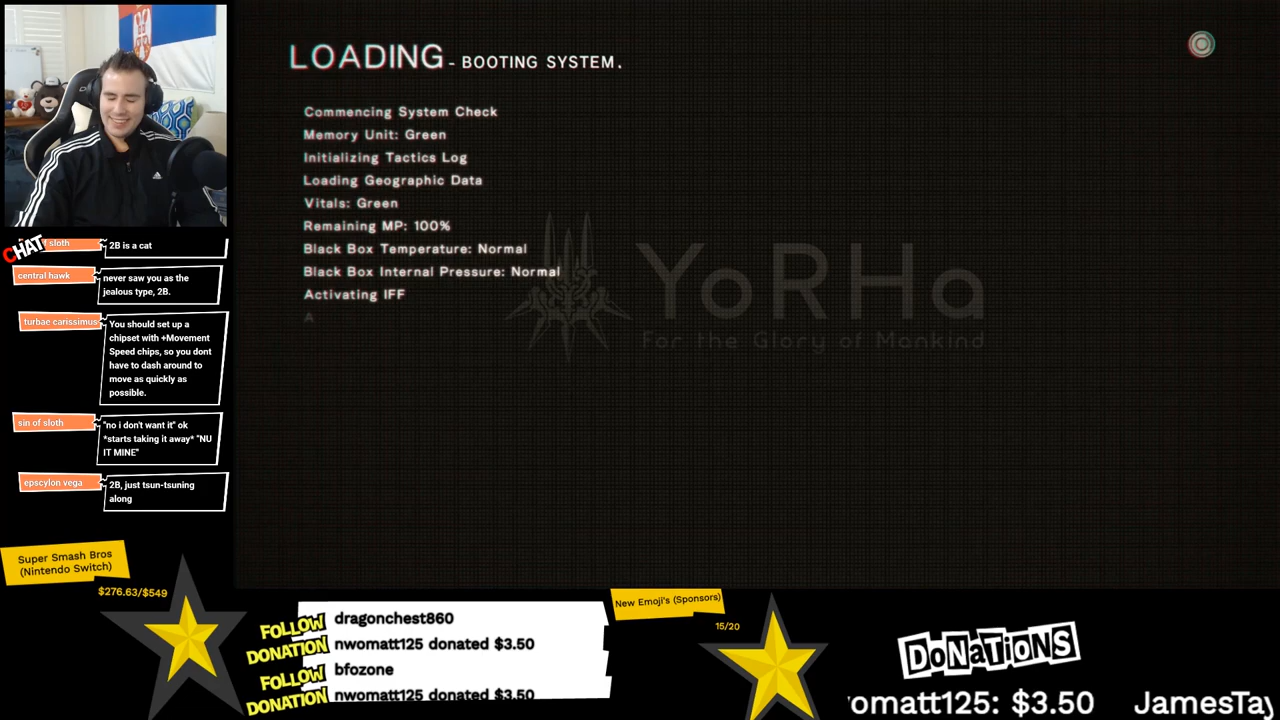 LOADING - BOOTING SYSTEM.
Commencing System Check
Memory Unit: Green
Initializing Tactics Log
Loading Geographic Data
Vitals: Green
Remaining MP: 100%
Black Box Temperature: Normal
Black Box Internal Pressure: Normal
Activating IFF
A
YoRHa
For the Glory of Mankind
CHAT
of sloth
2B is a cat
central hawk
never saw you as the
jealous type, 2B.
turbae carissimus
You should set up a
chipset with +Movement
Speed chips, so you dont
have to dash around to
move as quickly as
possible.
sin of sloth
"no i don't want it" ok
*starts taking it away* "NU
IT MINE"
epscylon vega
2B, just tsun-tsuning
along
Super Smash Bros
(Nintendo Switch)
$276.63/$549
FOLLOW dragonchest860
DONATION nwomatt125 donated $3.50
FOLLOW bfozone
DONATION nwomatt125 donated $3.50
New Emoji's (Sponsors)
15/20
DONATIONS
omatt125: $3.50 JamesTay